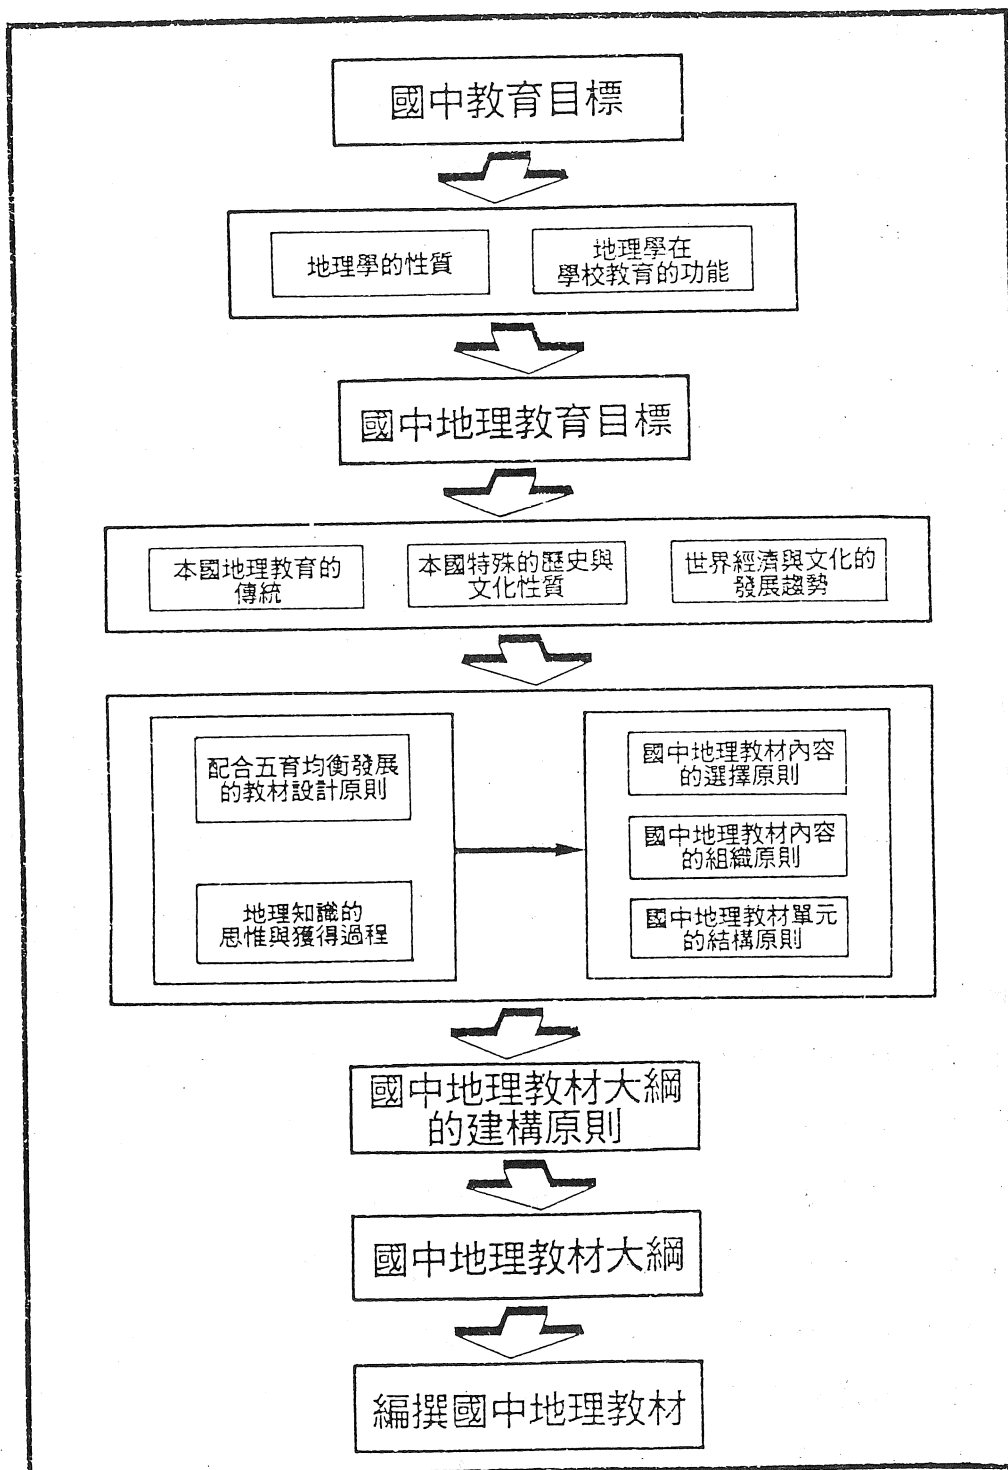 國中教育目標
地理學的性質
地理學在
學校教育的功能
國中地理教育目標
本國地理教育的
傳統
本國特殊的歷史與
文化性質
世界經濟與文化的
發展趨勢
配合五育均衡發展
的教材設計原則
地理知識的
思惟與獲得過程
國中地理教材內容
的選擇原則
國中地理教材內容
的組織原則
國中地理教材單元
的結構原則
國中地理教材大綱
的建構原則
國中地理教材大綱
編撰國中地理教材